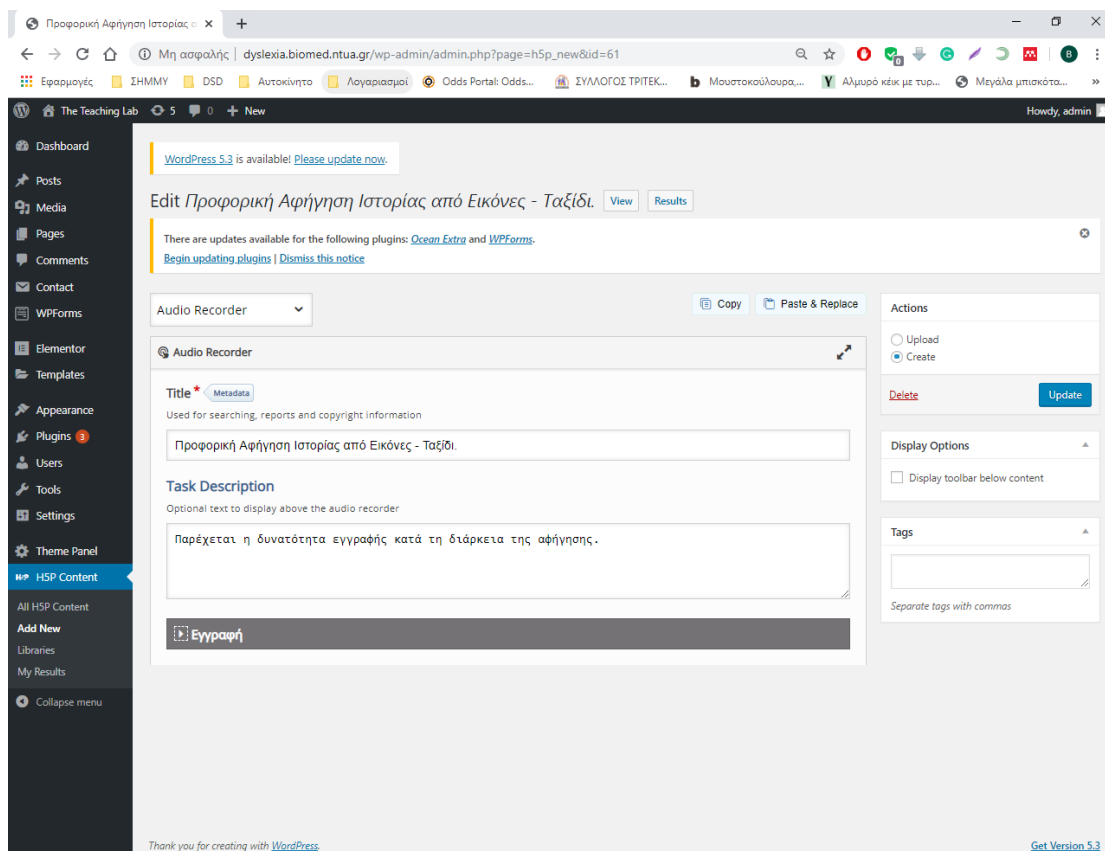 Προφορική Αφήγηση Ιστορίας
Μη ασφαλής | dyslexia.biomed.ntua.gr/wp-admin/admin.php?page=h5p_new&id=61
0
B
Εφαρμογές ΣΗΜΜΥ DSD Αυτοκίνητο Λογαριασμοί Odds Portal: Odds... ΣΥΛΛΟΓΟΣ ΤΡΙΤΕΚ... Μουστοκούλουρα,... Αλμυρό κέικ με τυρ... Μεγάλα μπισκότα... »
The Teaching Lab 5 0 + New Howdy, admin
Dashboard
Posts
Media
Pages
Comments
Contact
WPForms
Elementor
Templates
Appearance
Plugins 3
Users
Tools
Settings
Theme Panel
H5P H5P Content
All H5P Content
Add New
Libraries
My Results
Collapse menu
WordPress 5.3 is available! Please update now.
Edit Προφορική Αφήγηση Ιστορίας από Εικόνες - Ταξίδι. View Results
There are updates available for the following plugins: Ocean Extra and WPForms.
Begin updating plugins | Dismiss this notice
Audio Recorder Copy Paste & Replace
Audio Recorder
Title * Metadata
Used for searching, reports and copyright information
Προφορική Αφήγηση Ιστορίας από Εικόνες - Ταξίδι.
Task Description
Optional text to display above the audio recorder
Παρέχεται η δυνατότητα εγγραφής κατά τη διάρκεια της αφήγησης.
Εγγραφή
Actions
Upload
Create
Delete Update
Display Options
Display toolbar below content
Tags
Separate tags with commas
Thank you for creating with WordPress. Get Version 5.3